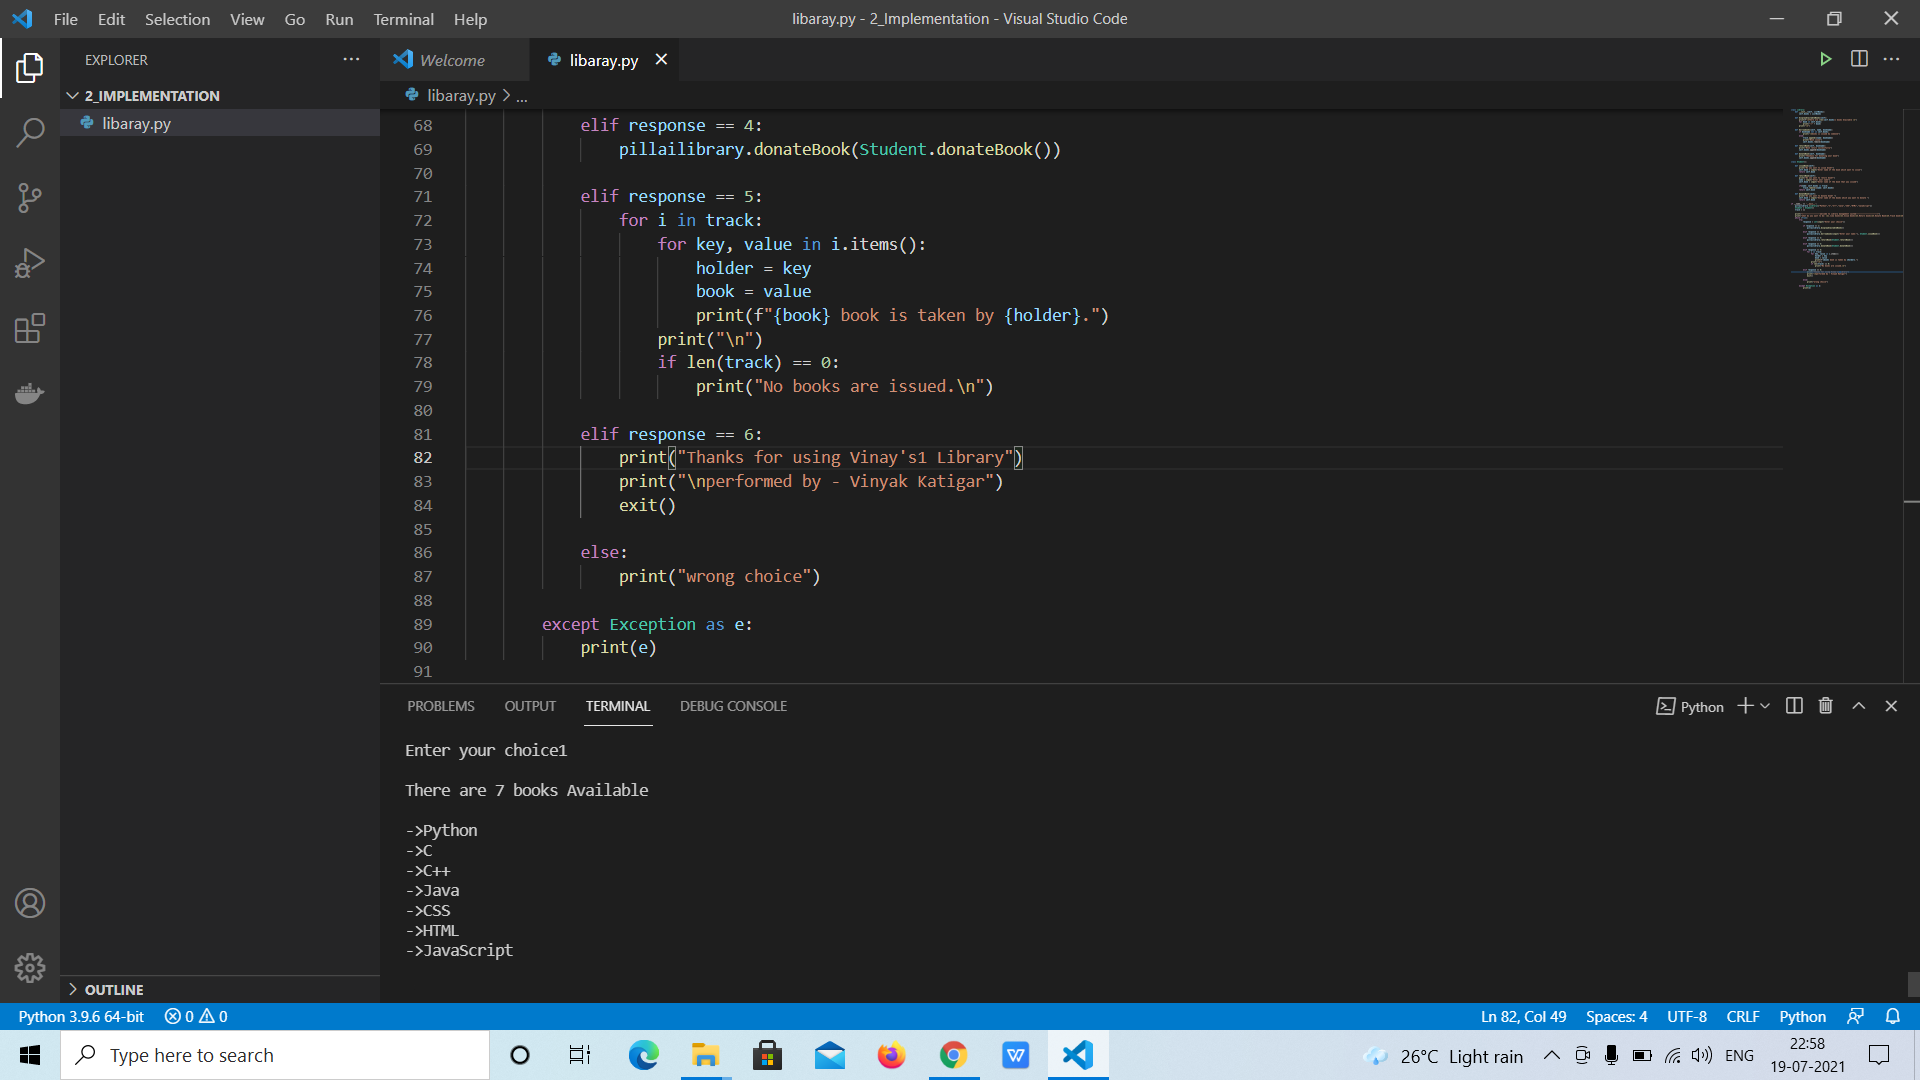 File Edit Selection View Go Run Terminal Help
libaray.py - 2_Implementation - Visual Studio Code
EXPLORER
2_IMPLEMENTATION
libaray.py
OUTLINE
Welcome
libaray.py
libaray.py > ...
68 elif response == 4:
69 pillailibrary.donateBook(Student.donateBook())
70
71 elif response == 5:
72 for i in track:
73 for key, value in i.items():
74 holder = key
75 book = value
76 print(f"{book} book is taken by {holder}.")
77 print("\n")
78 if len(track) == 0:
79 print("No books are issued.\n")
80
81 elif response == 6:
82 print("Thanks for using Vinay's1 Library")
83 print("\nperformed by - Vinyak Katigar")
84 exit()
85
86 else:
87 print("wrong choice")
88
89 except Exception as e:
90 print(e)
91
PROBLEMS OUTPUT TERMINAL DEBUG CONSOLE
Python
Enter your choice1
There are 7 books Available
->Python
->C
->C++
->Java
->CSS
->HTML
->JavaScript
Python 3.9.6 64-bit 0 0
Ln 82, Col 49 Spaces: 4 UTF-8 CRLF Python
Type here to search
26°C Light rain
ENG
22:58
19-07-2021